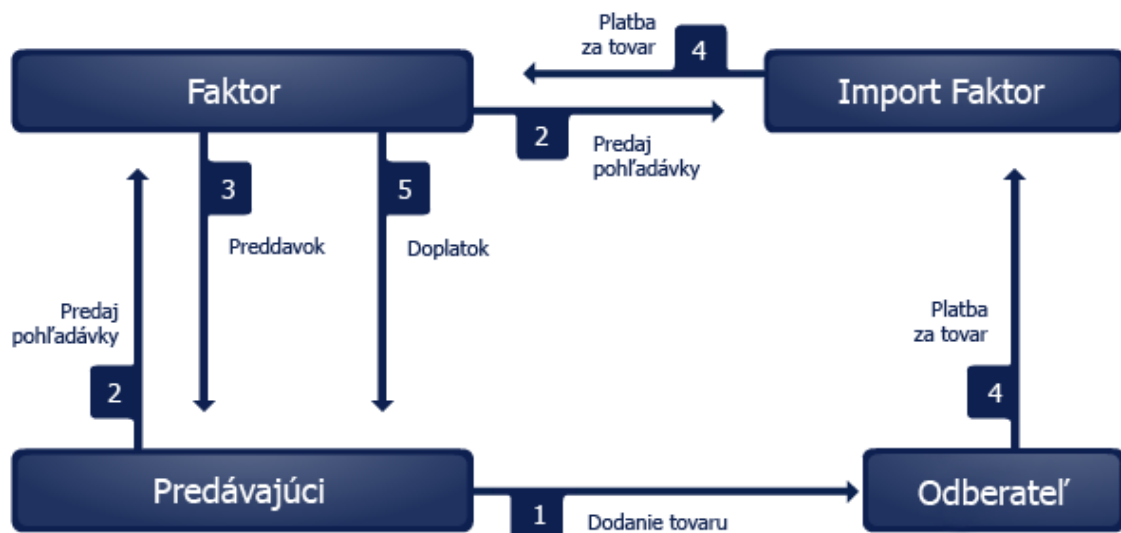 Platba
za tovar
4
Faktor
Import Faktor
2
Predaj
pohľadávky
3
5
Preddavok
Doplatok
Predaj
pohľadávky
2
Platba
za tovar
4
Predávajúci
Odberateľ
1
Dodanie tovaru